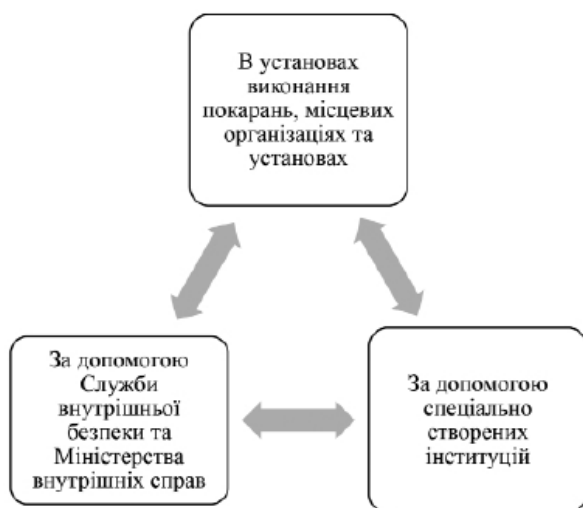 В установах
виконання
покарань, місцевих
організаціях та
установах
За допомогою
Служби
внутрішньої
безпеки та
Міністерства
внутрішніх справ
За допомогою
спеціально
створених
інституцій